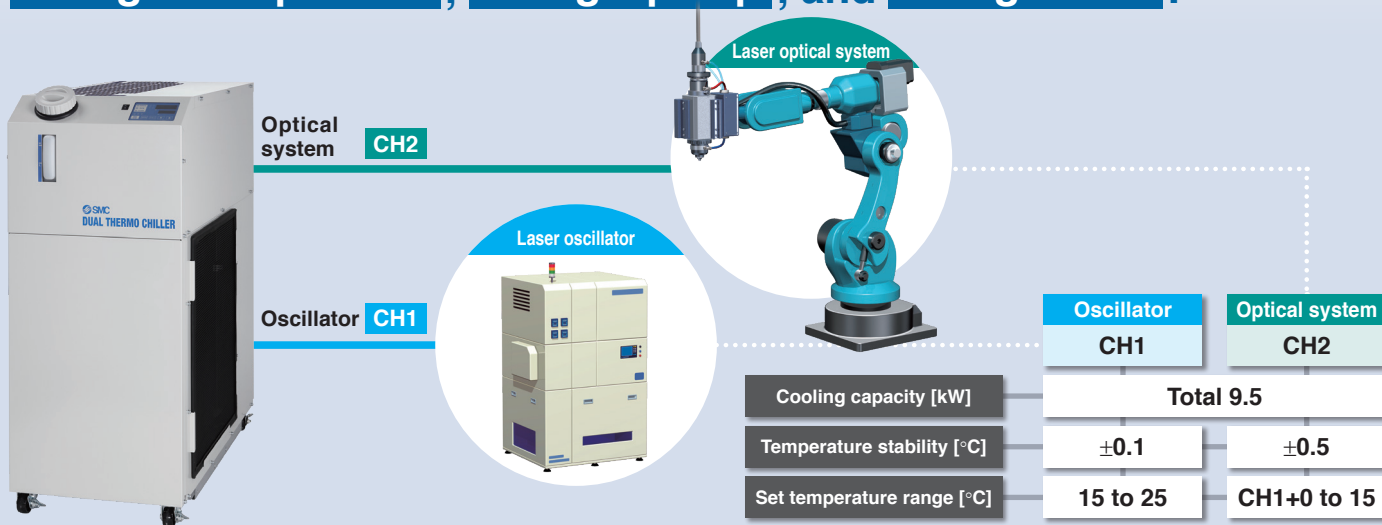 , and
Laser optical system
Optical
system CH2
SMC
DUAL THERMO CHILLER
Laser oscillator
Oscillator CH1
Oscillator Optical system
CH1 CH2
Cooling capacity [kW] Total 9.5
Temperature stability [°C] ±0.1 ±0.5
Set temperature range [°C] 15 to 25 CH1+0 to 15